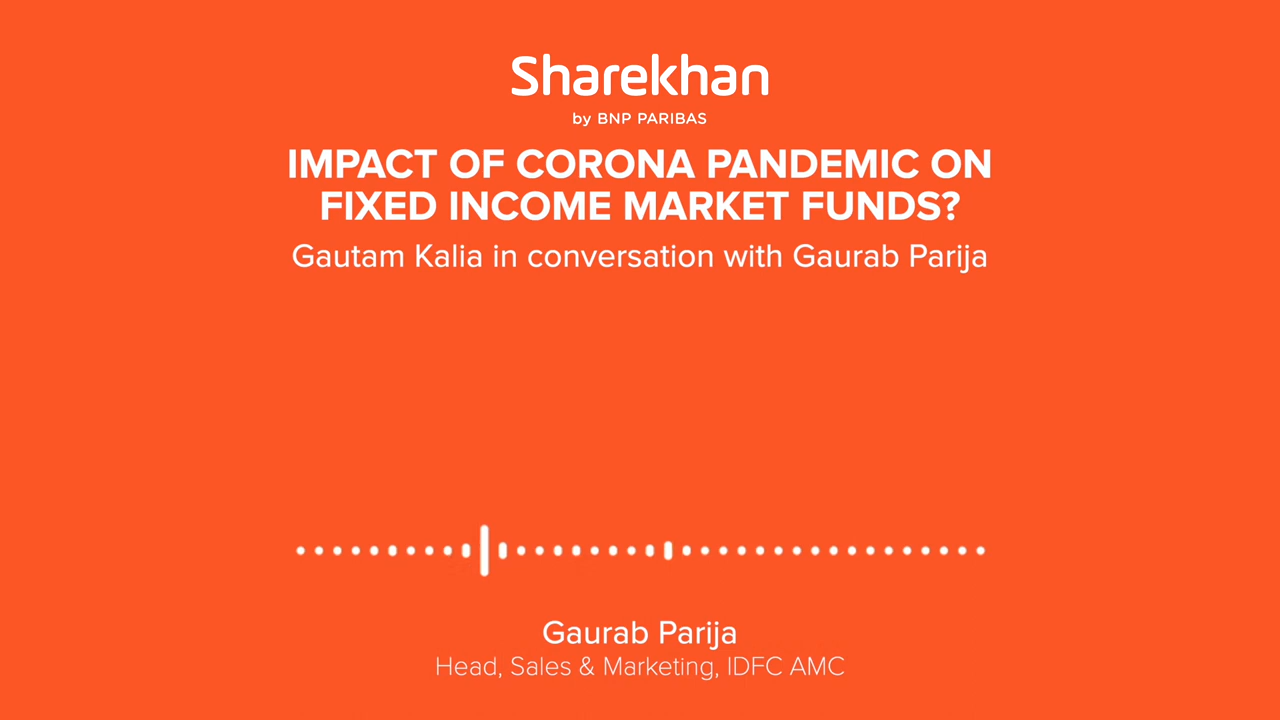 Sharekhan
by BNP PARIBAS
IMPACT OF CORONA PANDEMIC ON
FIXED INCOME MARKET FUNDS?
Gautam Kalia in conversation with Gaurab Parija
Gaurab Parija
Head, Sales & Marketing, IDFC AMC